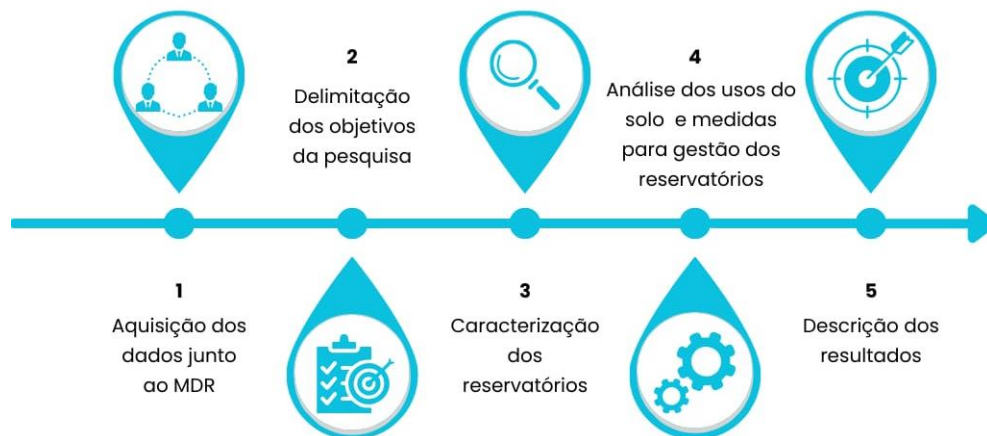 1
Aquisição dos
dados junto
ao MDR
2
Delimitação
dos objetivos
da pesquisa
3
Caracterização
dos
reservatórios
4
Análise dos usos do
solo e medidas
para gestão dos
reservatórios
5
Descrição dos
resultados